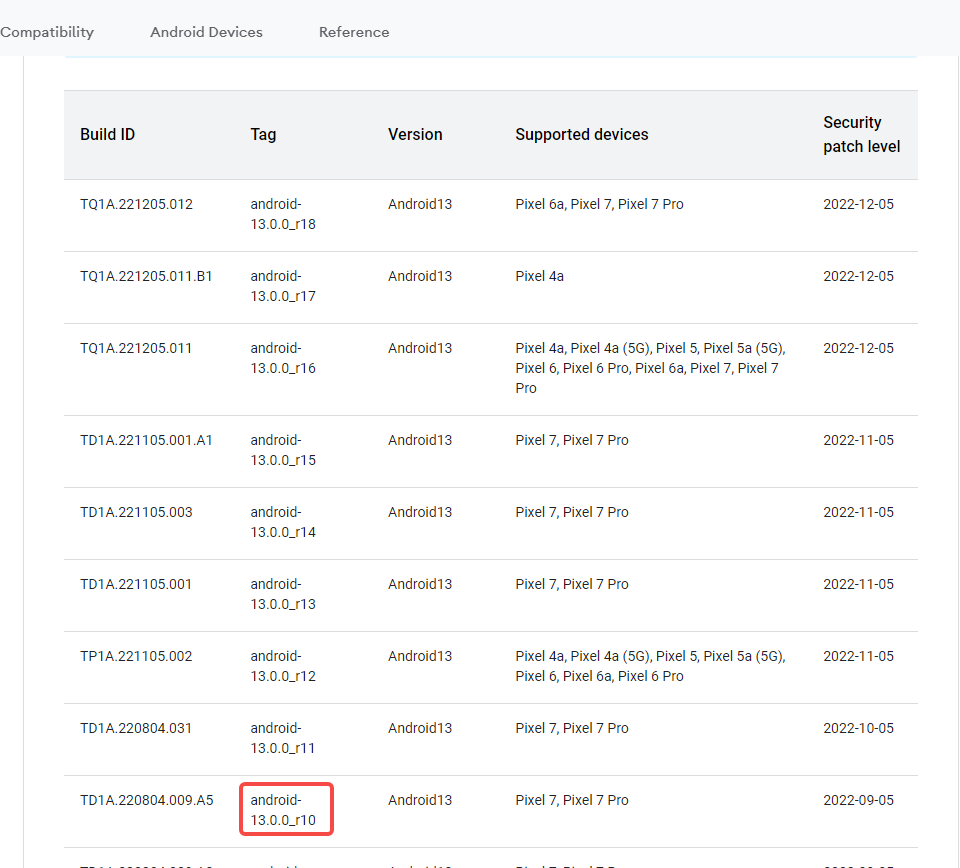 Compatibility Android Devices Reference
Build ID Tag Version Supported devices Security
patch level
TQ1A.221205.012 android- Android13 Pixel 6a, Pixel 7, Pixel 7 Pro 2022-12-05
13.0.0_r18
TQ1A.221205.011.B1 android- Android13 Pixel 4a 2022-12-05
13.0.0_r17
TQ1A.221205.011 android- Android13 Pixel 4a, Pixel 4a (5G), Pixel 5, Pixel 5a (5G), 2022-12-05
13.0.0_r16 Pixel 6, Pixel 6 Pro, Pixel 6a, Pixel 7, Pixel 7
Pro
TD1A.221105.001.A1 android- Android13 Pixel 7, Pixel 7 Pro 2022-11-05
13.0.0_r15
TD1A.221105.003 android- Android13 Pixel 7, Pixel 7 Pro 2022-11-05
13.0.0_r14
TD1A.221105.001 android- Android13 Pixel 7, Pixel 7 Pro 2022-11-05
13.0.0_r13
TP1A.221105.002 android- Android13 Pixel 4a, Pixel 4a (5G), Pixel 5, Pixel 5a (5G), 2022-11-05
13.0.0_r12 Pixel 6, Pixel 6a, Pixel 6 Pro
TD1A.220804.031 android- Android13 Pixel 7, Pixel 7 Pro 2022-10-05
13.0.0_r11
TD1A.220804.009.A5 android- Android13 Pixel 7, Pixel 7 Pro 2022-09-05
13.0.0_r10